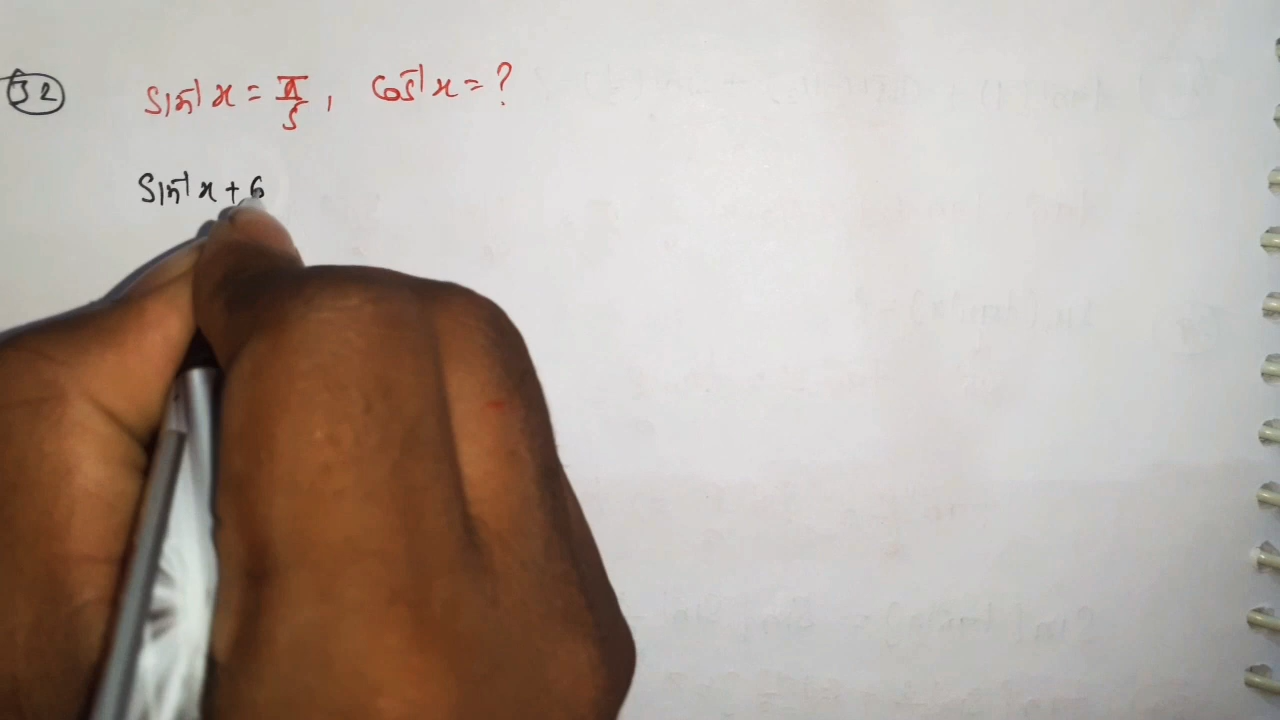 32 sin⁻¹x = π/5, cos⁻¹x = ?
sin⁻¹x + c